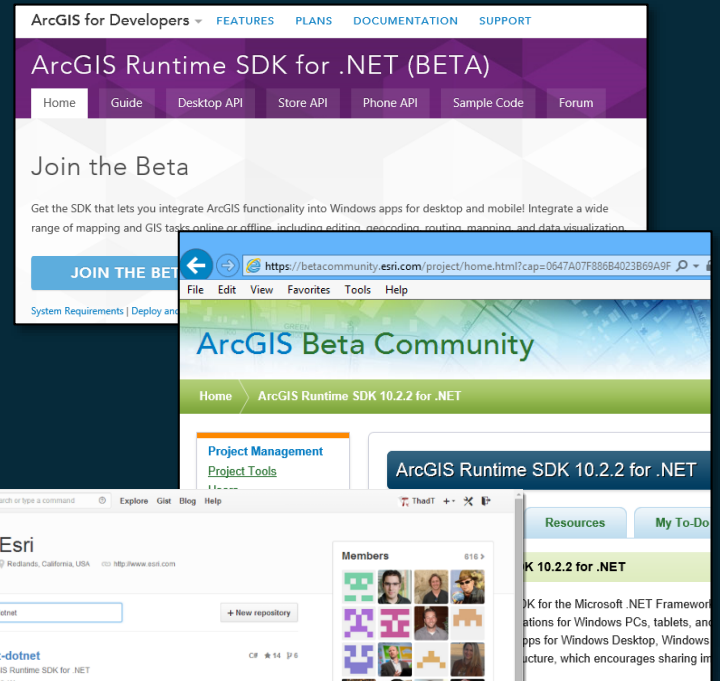 ArcGIS for Developers FEATURES PLANS DOCUMENTATION SUPPORT
ArcGIS Runtime SDK for .NET (BETA)
Home Guide Desktop API Store API Phone API Sample Code Forum
Join the Beta
Get the SDK that lets you integrate ArcGIS functionality into Windows apps for desktop and mobile! Integrate a wide
range of mapping and GIS tasks online or offline, including editing, geocoding, routing, mapping, and data visualization
JOIN THE BET
System Requirements | Deploy and
https://betacommunity.esri.com/project/home.html?cap=0647A07F886B4023B69A9F
File Edit View Favorites Tools Help
ArcGIS Beta Community
Home ArcGIS Runtime SDK 10.2.2 for .NET
Project Management
Project Tools
ArcGIS Runtime SDK 10.2.2 for .NET
Resources My To-Do
K 10.2.2 for .NET
DK for the Microsoft .NET Framework
ations for Windows PCs, tablets, and
pps for Windows Desktop, Windows
ucture, which encourages sharing im
arch or type a command Explore Gist Blog Help ThadT
Esri
Redlands, California, USA http://www.esri.com
Members 616
otnet
+ New repository
-dotnet C# 14 6
GIS Runtime SDK for .NET